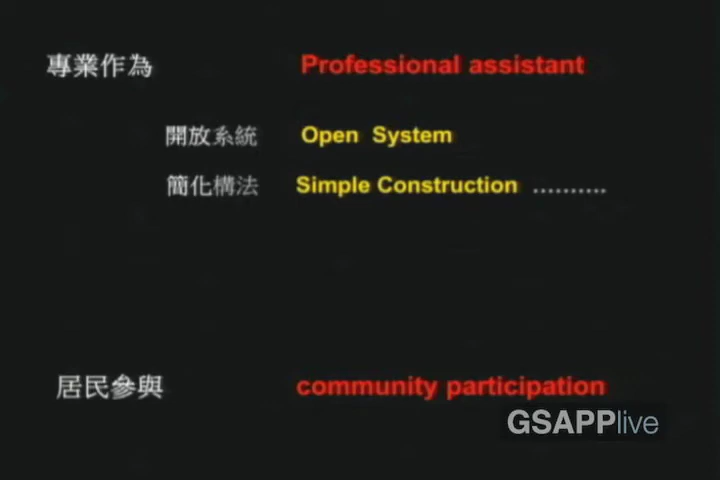 專業作為 Professional assistant
開放系統 Open System
簡化構法 Simple Construction ..........
居民參與 community participation
GSAPPlive